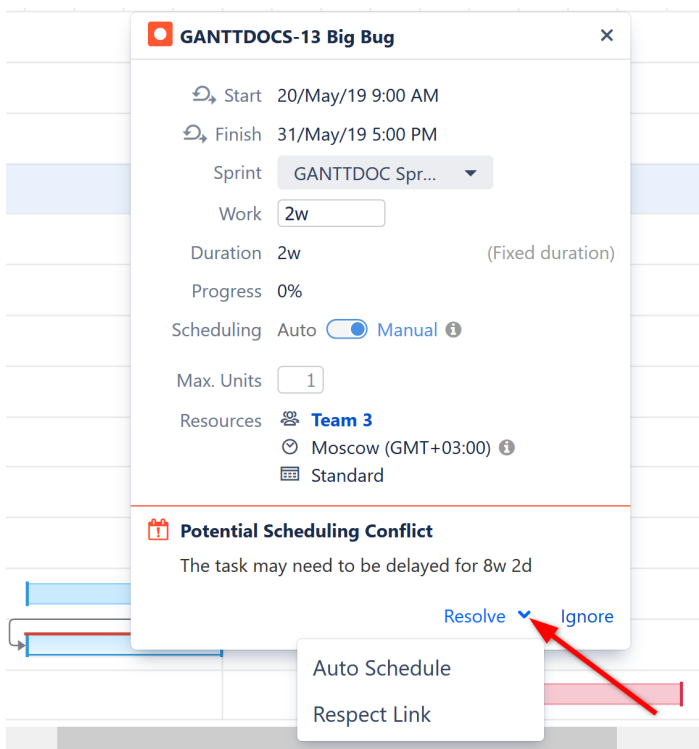 GANTTDOCS-13 Big Bug
Start 20/May/19 9:00 AM
Finish 31/May/19 5:00 PM
Sprint GANTTDOC Spr...
Work 2w
Duration 2w (Fixed duration)
Progress 0%
Scheduling Auto Manual
Max. Units 1
Resources Team 3
Moscow (GMT+03:00)
Standard
Potential Scheduling Conflict
The task may need to be delayed for 8w 2d
Resolve Ignore
Auto Schedule
Respect Link